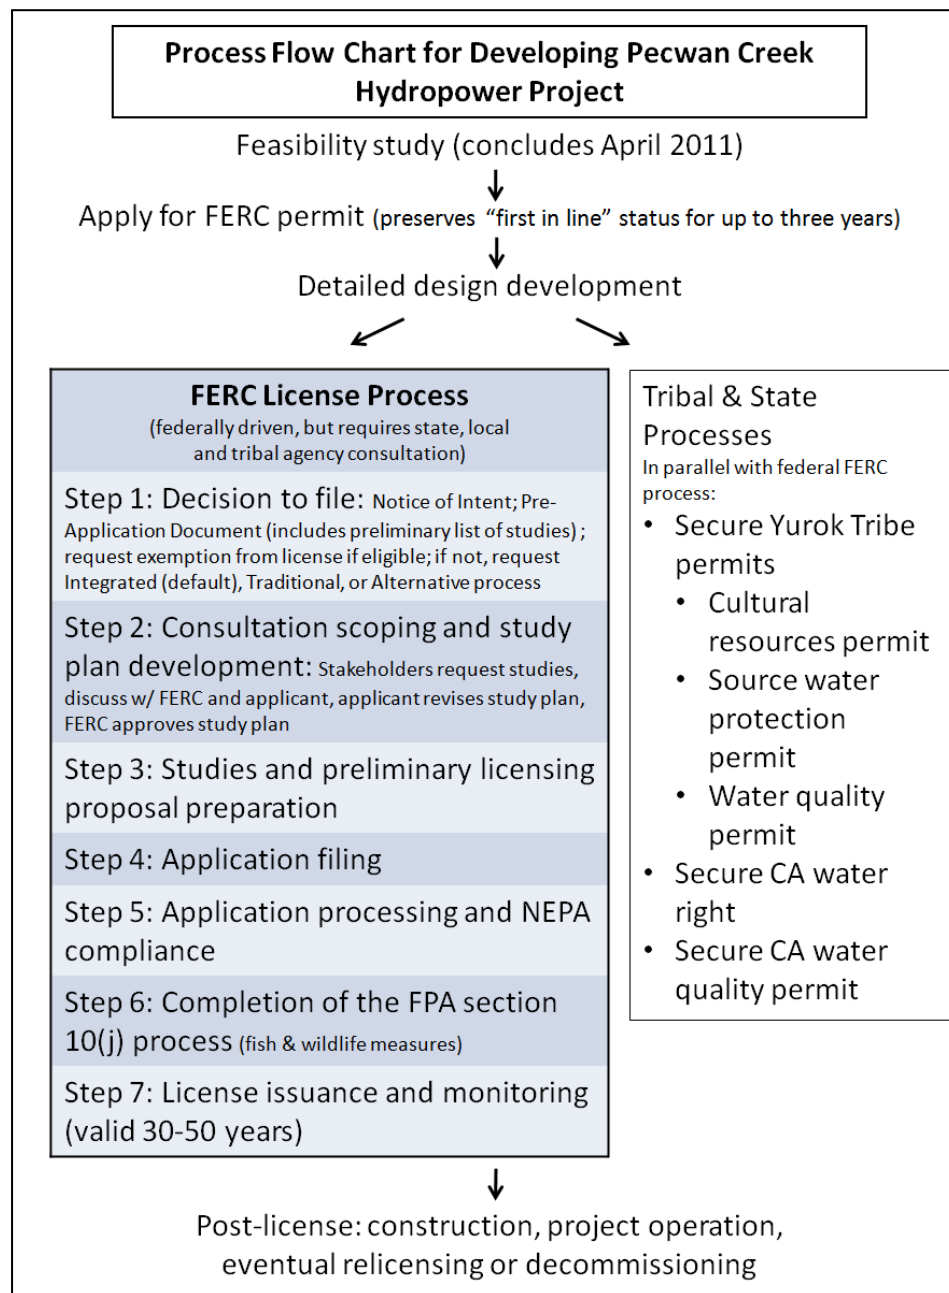 Process Flow Chart for Developing Pecwan Creek
Hydropower Project
Feasibility study (concludes April 2011)
Apply for FERC permit (preserves “first in line” status for up to three years)
Detailed design development
FERC License Process
(federally driven, but requires state, local
and tribal agency consultation)
Step 1: Decision to file: Notice of Intent; Pre-
Application Document (includes preliminary list of studies) ;
request exemption from license if eligible; if not, request
Integrated (default), Traditional, or Alternative process
Step 2: Consultation scoping and study
plan development: Stakeholders request studies,
discuss w/ FERC and applicant, applicant revises study plan,
FERC approves study plan
Step 3: Studies and preliminary licensing
proposal preparation
Step 4: Application filing
Step 5: Application processing and NEPA
compliance
Step 6: Completion of the FPA section
10(j) process (fish & wildlife measures)
Step 7: License issuance and monitoring
(valid 30-50 years)
Tribal & State
Processes
In parallel with federal FERC
process:
• Secure Yurok Tribe
permits
• Cultural
resources permit
• Source water
protection
permit
• Water quality
permit
• Secure CA water
right
• Secure CA water
quality permit
Post-license: construction, project operation,
eventual relicensing or decommissioning